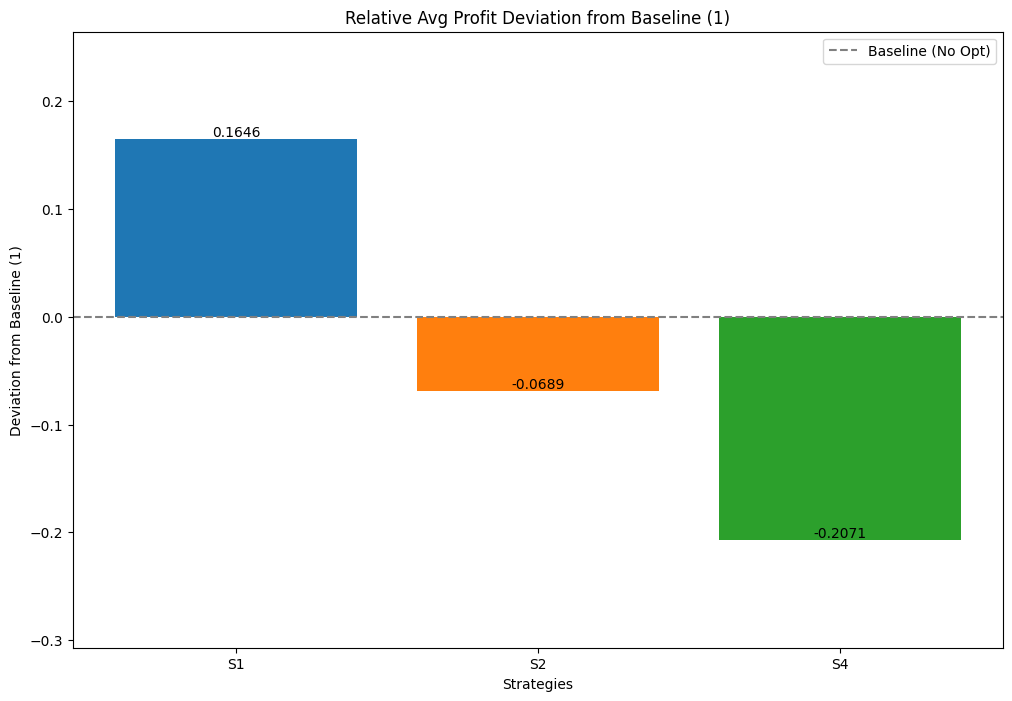 Relative Avg Profit Deviation from Baseline (1)
Baseline (No Opt)
Deviation from Baseline (1)
0.2
0.1
0.0
−0.1
−0.2
−0.3
0.1646
-0.0689
-0.2071
S1
S2
S4
Strategies